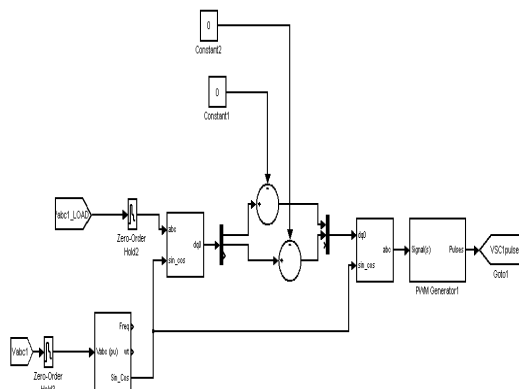 0
Constant2
0
Constant1
Zero-Order
Hold2
abc
sin_cos
dq0
dq0
sin_cos
abc
Signal(s)
Pulses
PWM Generator1
VSC1pulse
Goto1
Vabc1
Zero-Order
Vabc (pu)
Freq
wt
Sin_Cos